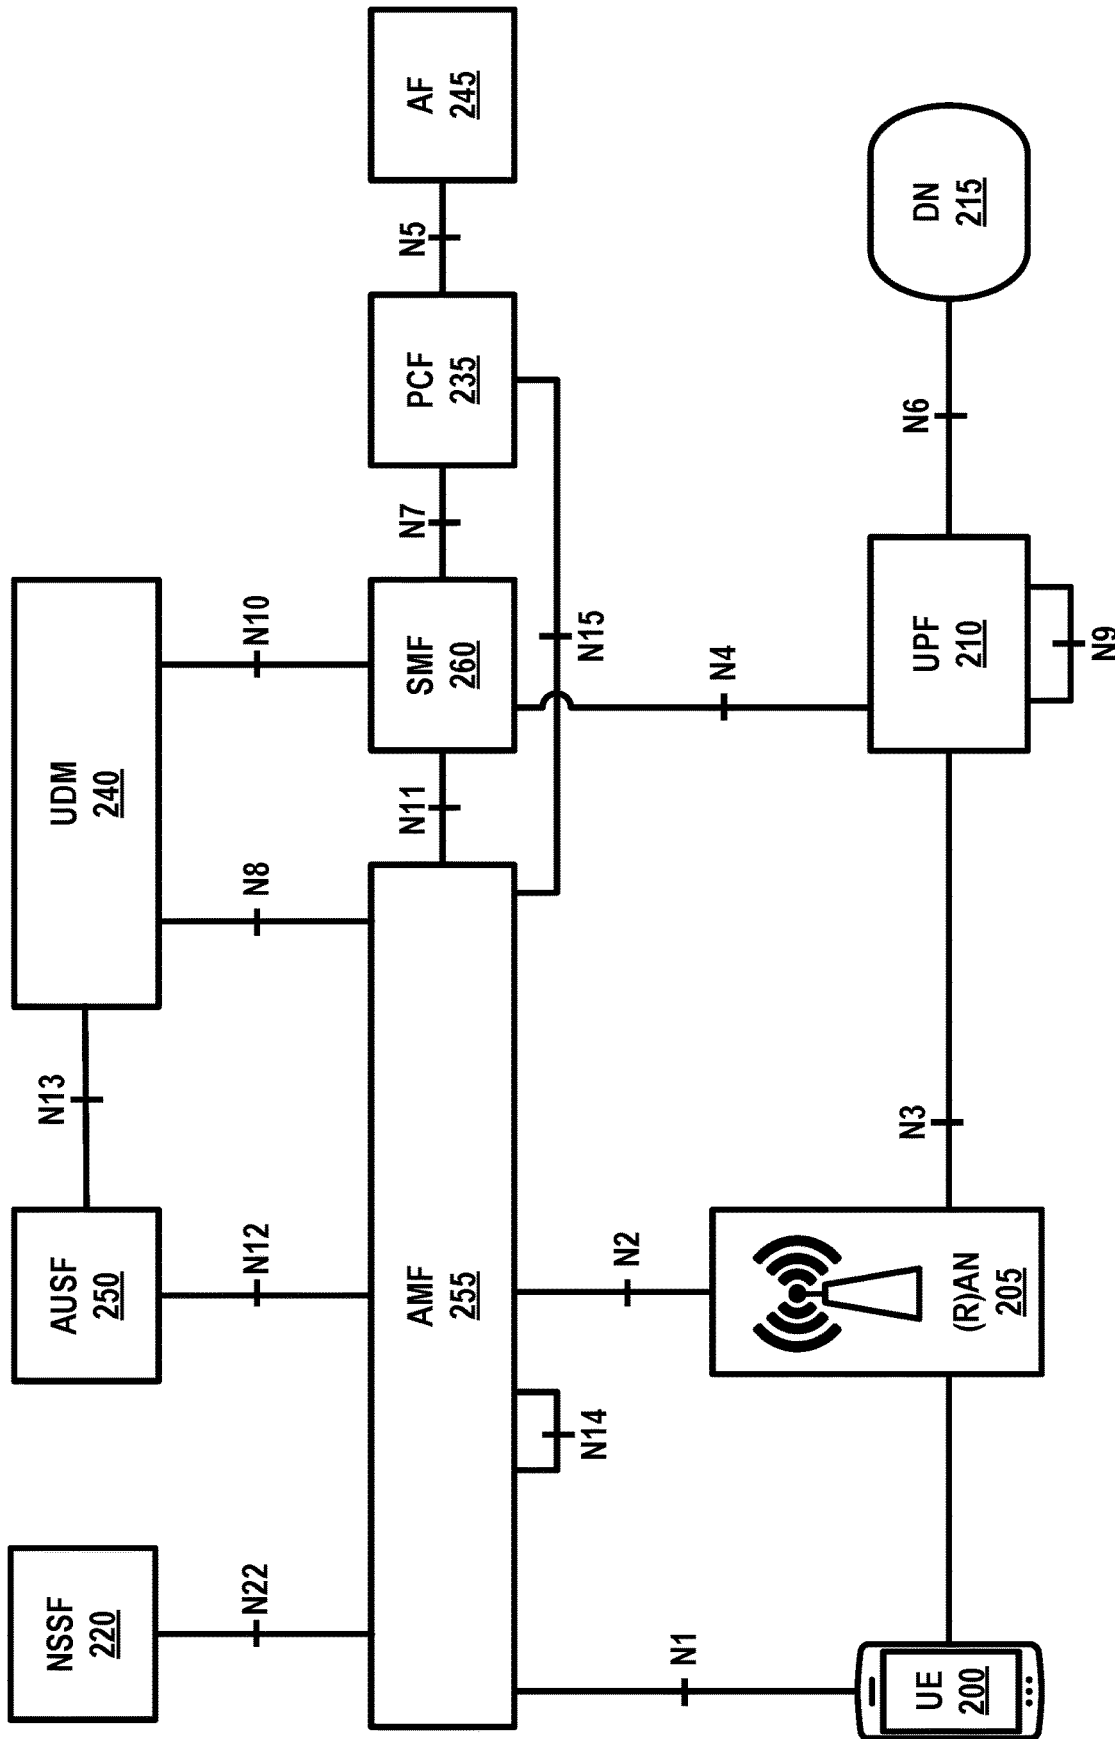 NSSF
220
AUSF
250
UDM
240
N13
N22
N12
N8
N10
AMF
255
N11
SMF
260
N7
PCF
235
N5
AF
245
N14
N15
N1
N2
N4
UE
200
(R)AN
205
N3
UPF
210
N6
DN
215
N9